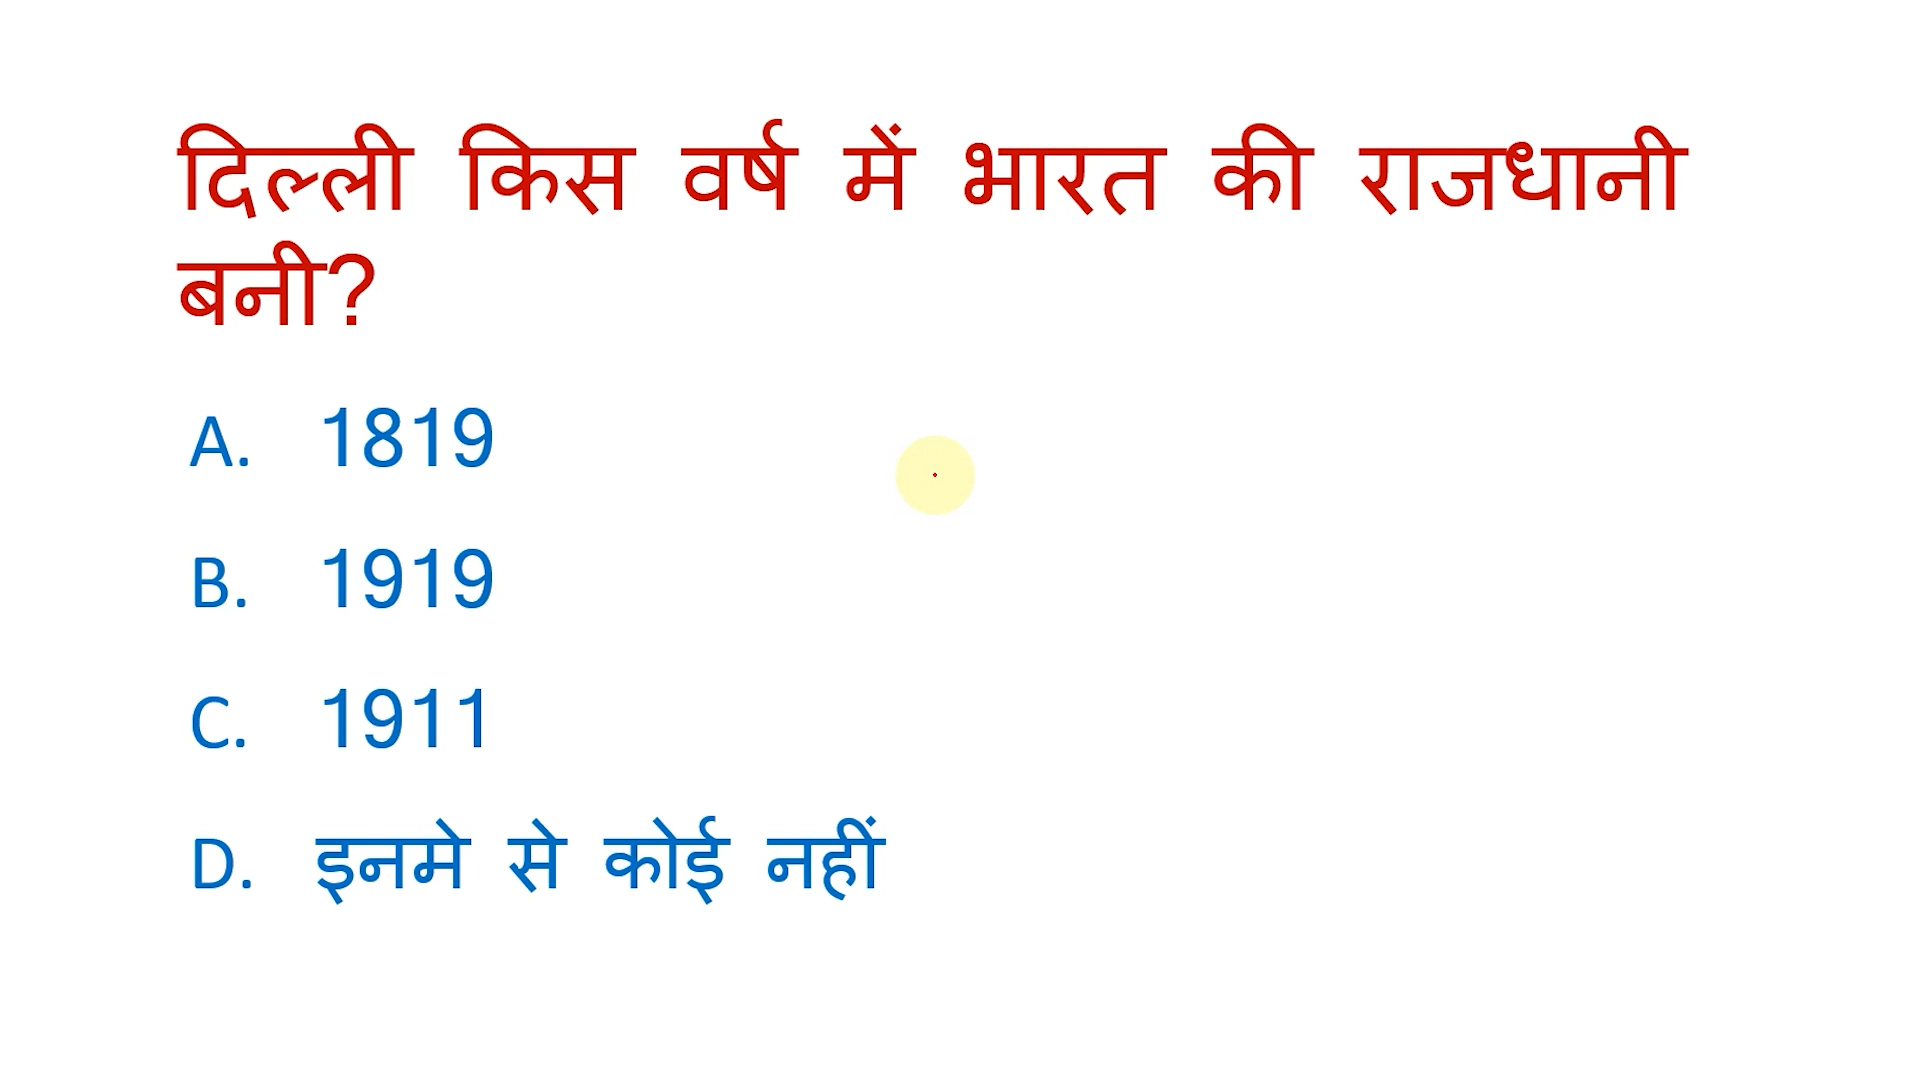 दिल्ली किस वर्ष में भारत की राजधानी
बनी?
A. 1819
B. 1919
C. 1911
D. इनमे से कोई नहीं